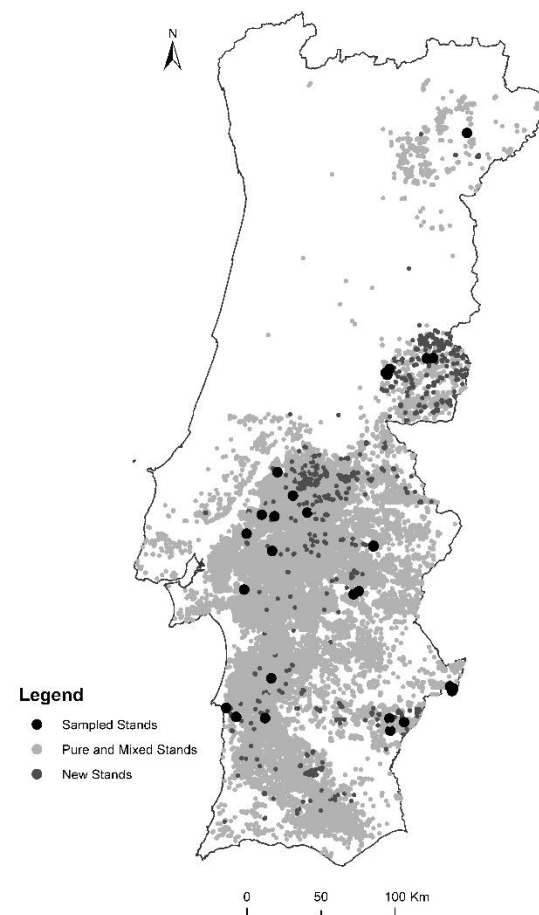 N
Legend
Sampled Stands
Pure and Mixed Stands
New Stands
0 50 100 Km